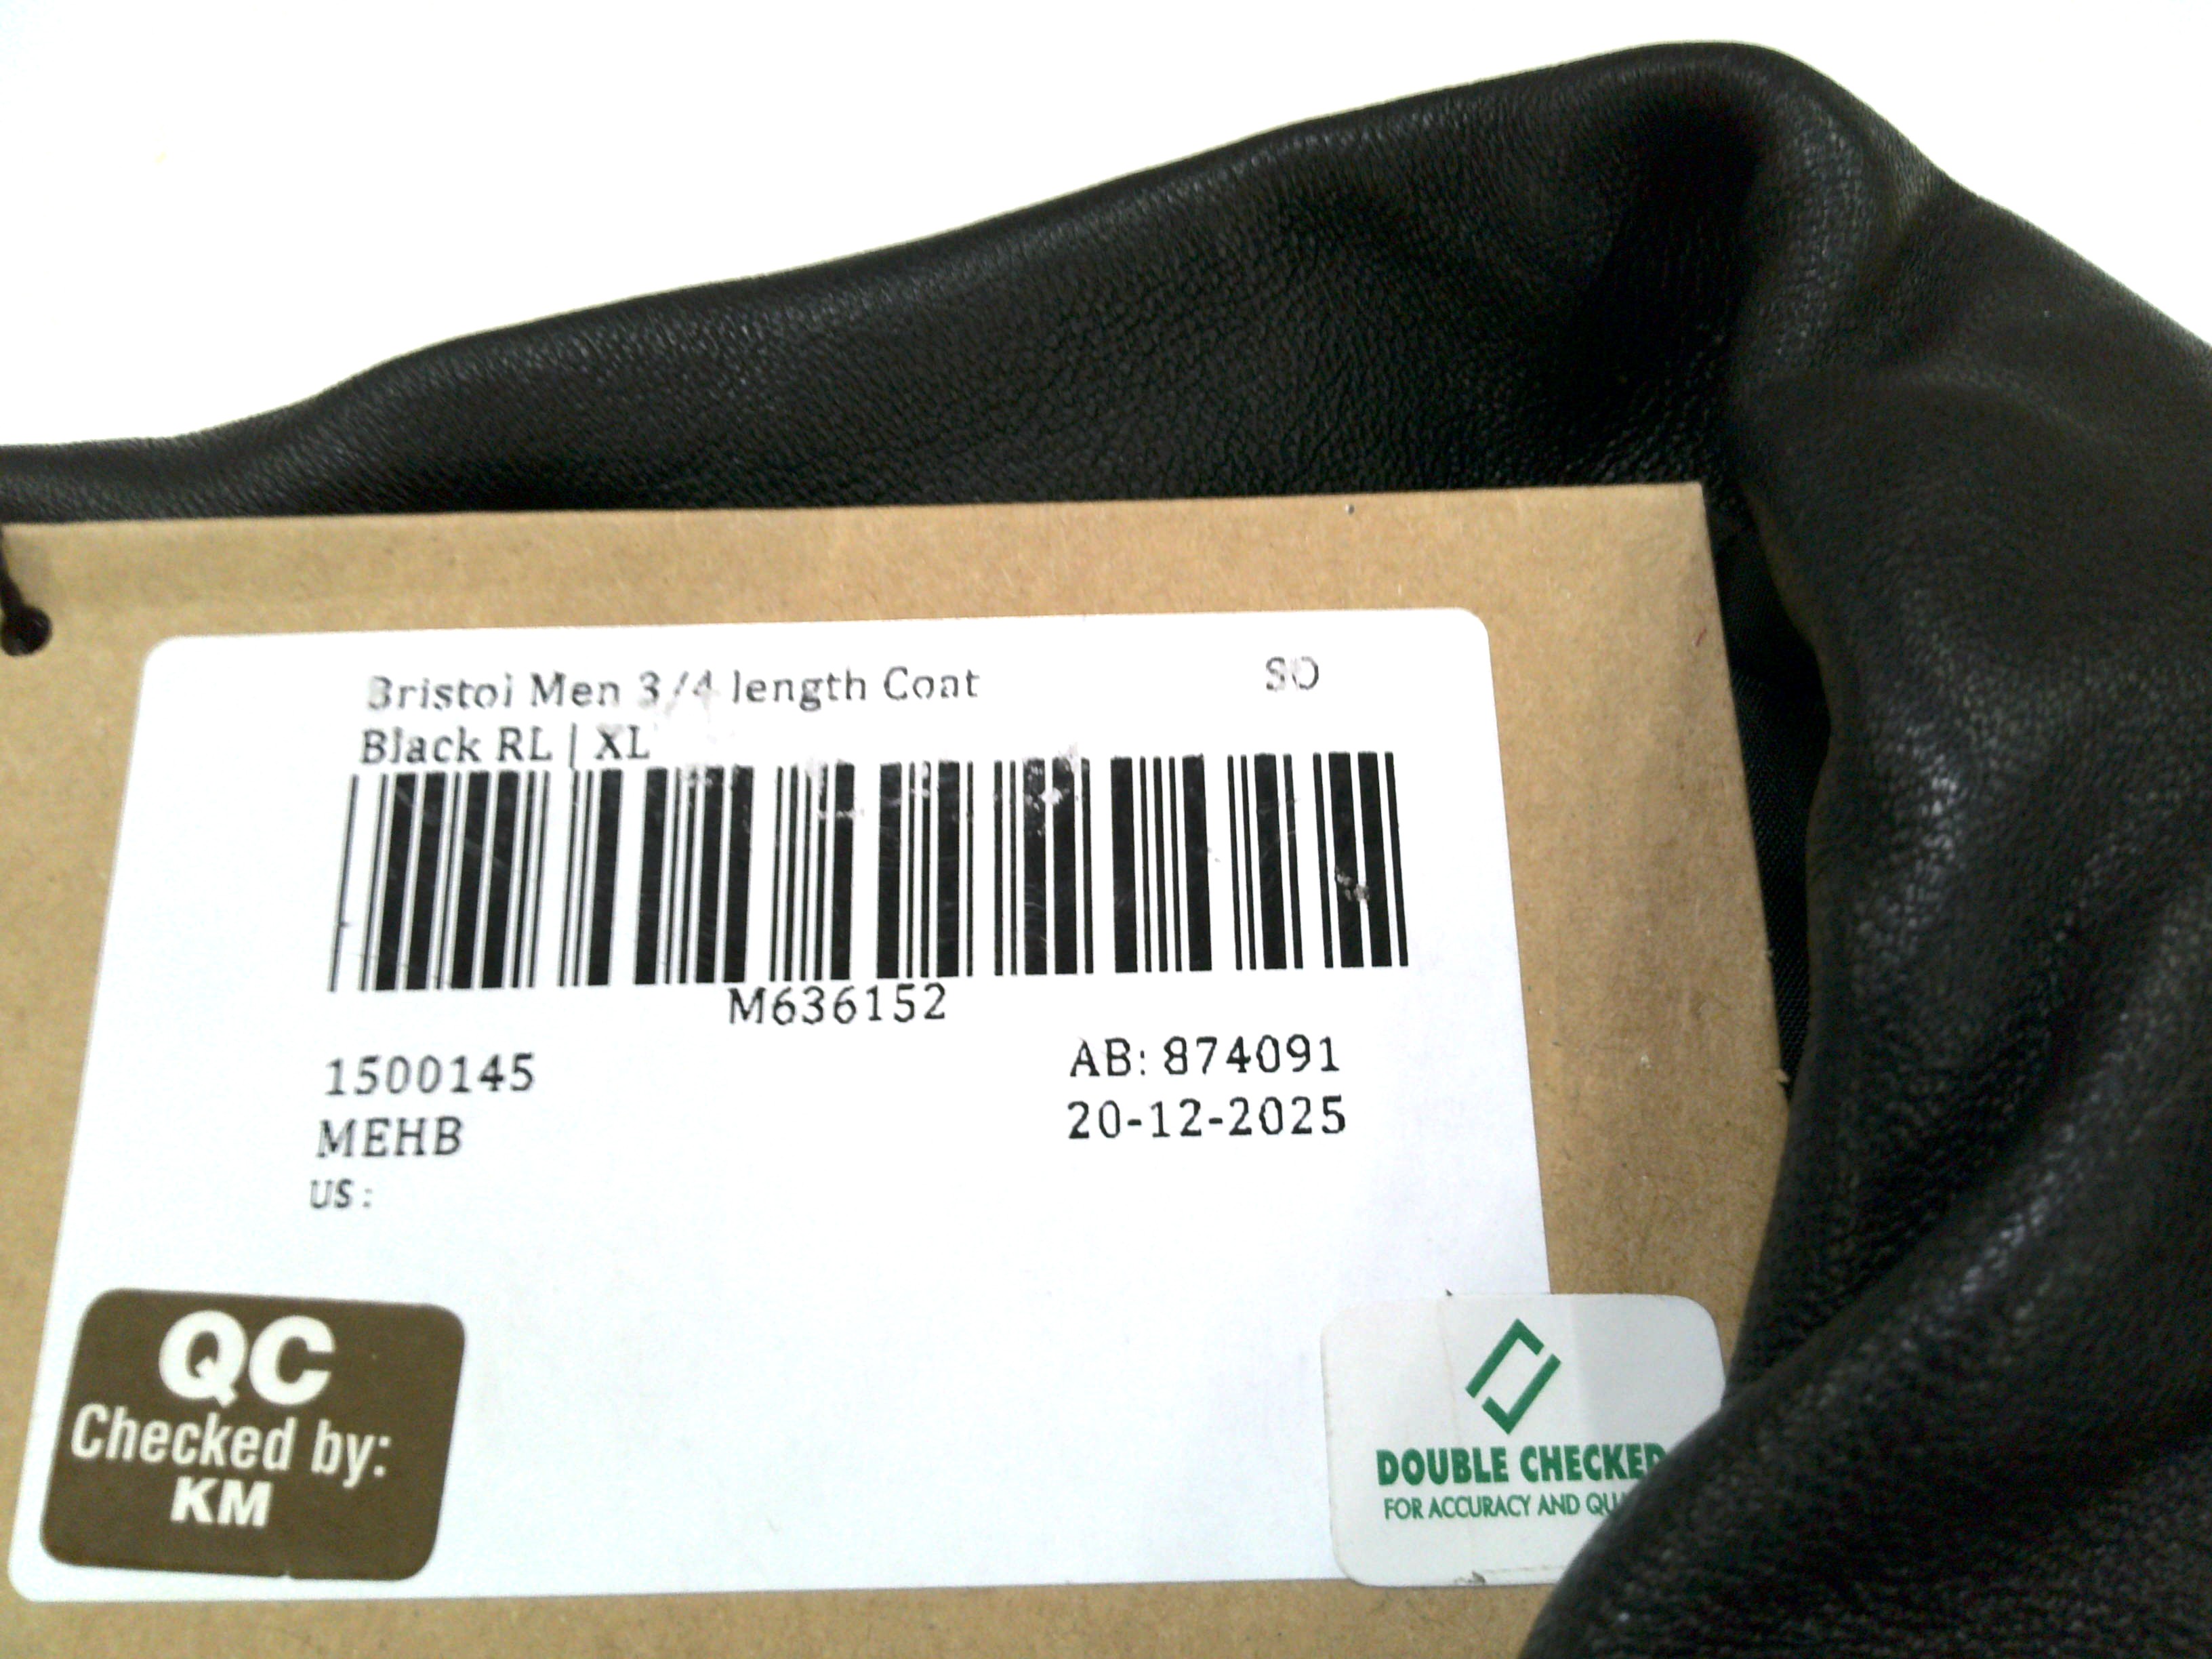 Bristol Men 3/4 length Coat SO
Black RL | XL
M636152
1500145 AB: 874091
MEHB 20-12-2025
US :
QC
Checked by:
KM
DOUBLE CHECKED
FOR ACCURACY AND